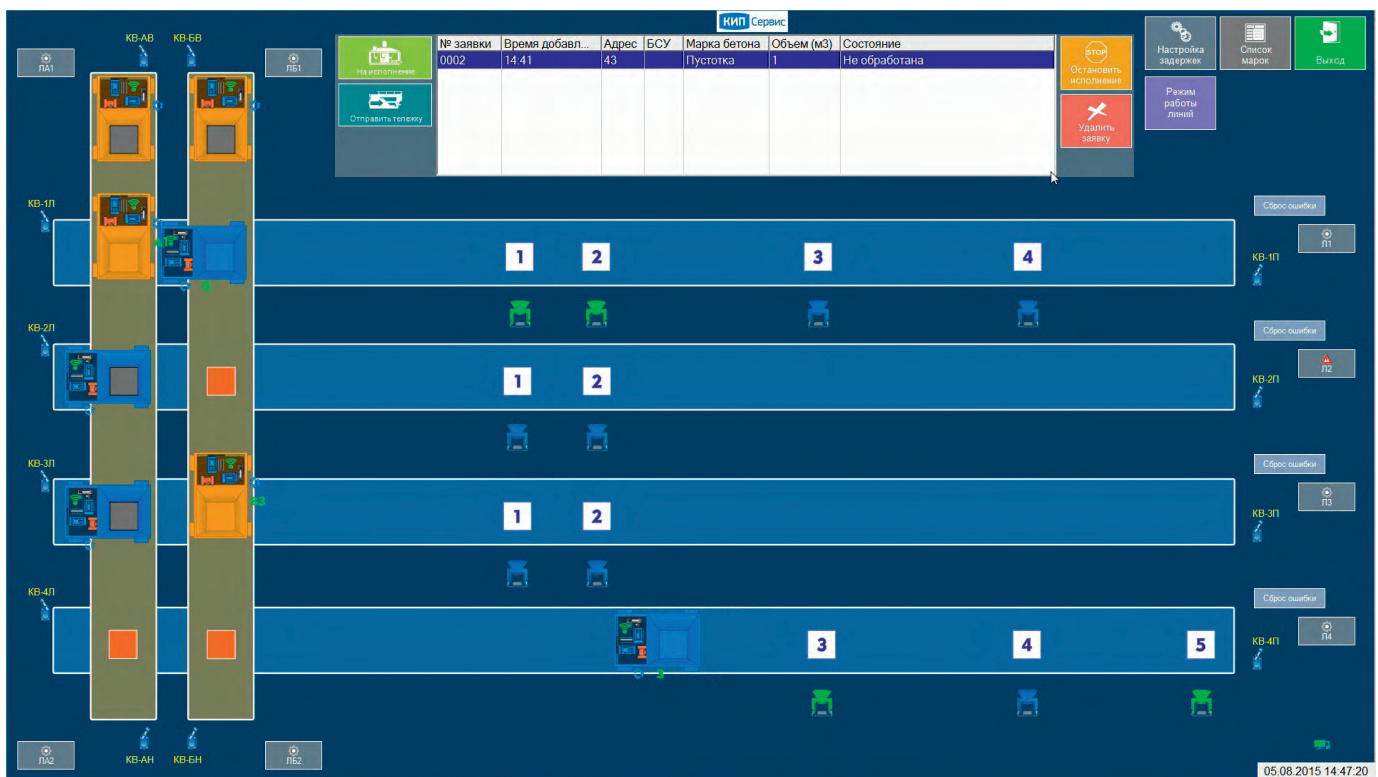 КИП Сервис
КВ-АВ
КВ-БВ
ЛА1
ЛБ1
На исполнение
Отправить тележку
№ заявки Время добавл... Адрес БСУ Марка бетона Объем (м3) Состояние
0002 14:41 43 Пустотка 1 Не обработана
STOP
Остановить
исполнение
Удалить
заявку
Настройка
задержек
Список
марок
Выход
Режим
работы
линий
КВ-1Л
1 2 3 4
Сброс ошибки
Л1
КВ-1П
6
КВ-2Л
1 2
Сброс ошибки
Л2
КВ-2П
КВ-3Л
1 2
Сброс ошибки
Л3
КВ-3П
КВ-4Л
3 4 5
3
Сброс ошибки
Л4
КВ-4П
ЛА2
КВ-АН
КВ-БН
ЛБ2
05.08.2015 14:47:20